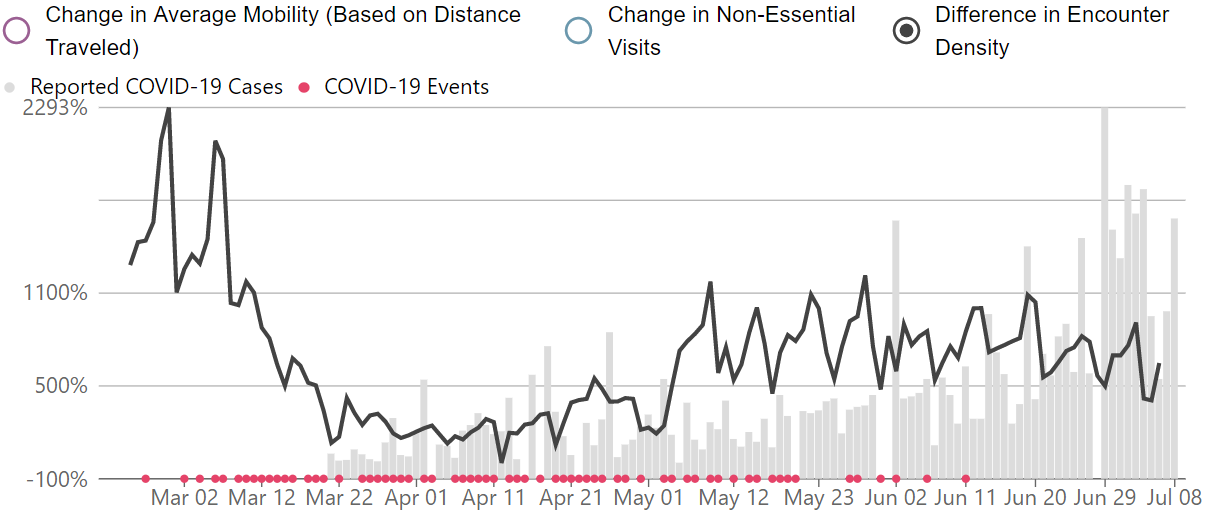 Change in Average Mobility (Based on Distance
Traveled)
Change in Non-Essential
Visits
Difference in Encounter
Density
Reported COVID-19 Cases
COVID-19 Events
2293%
1100%
500%
-100%
Mar 02 Mar 12 Mar 22 Apr 01 Apr 11 Apr 21 May 01 May 12 May 23 Jun 02 Jun 11 Jun 20 Jun 29 Jul 08